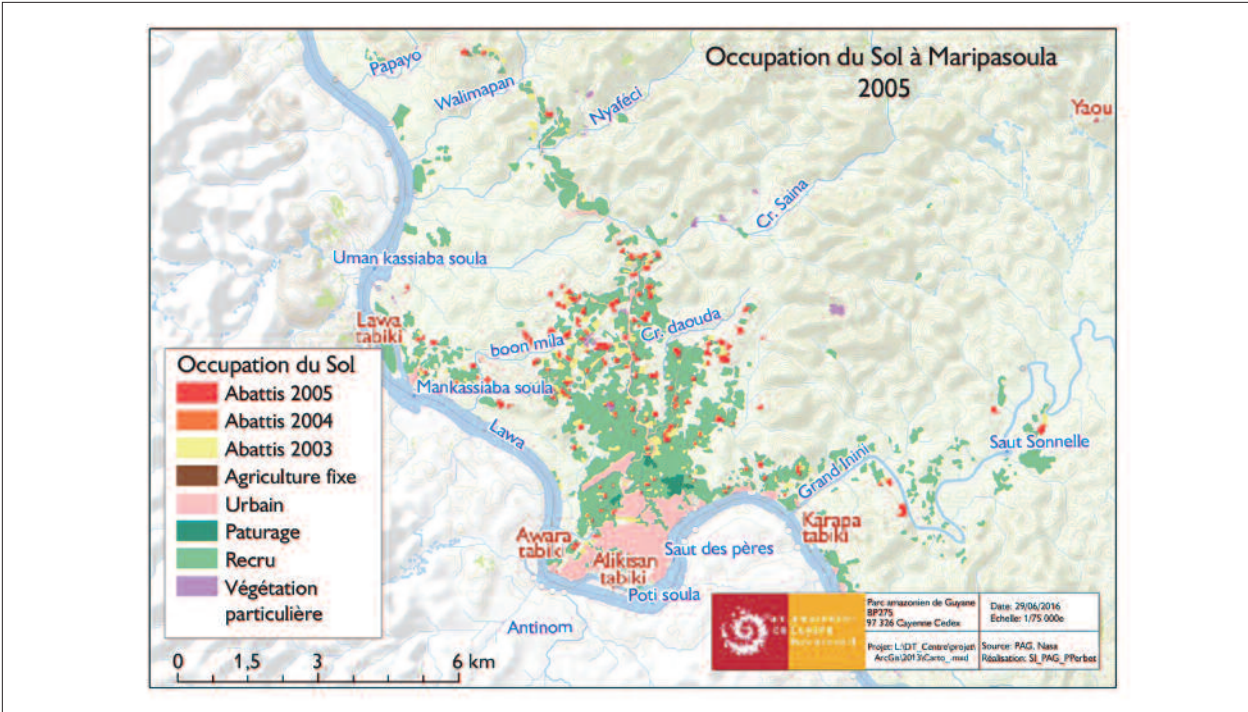 Occupation du Sol à Maripasoula
2005
Papayo
Walimapan
Nyaféci
Yaou
Cr. Saina
Uman kassiaba soula
Lawa
tabiki
Cr. daouda
boon mila
Mankassiaba soula
Lawa
Saut Sonnelle
Grand Inini
Karapa
tabiki
Awara
tabiki
Alikisan
tabiki
Saut des pères
Poti soula
Antinom
Occupation du Sol
Abattis 2005
Abattis 2004
Abattis 2003
Agriculture fixe
Urbain
Paturage
Recru
Végétation
particulière
0 1,5 3 6 km
Parc amazonien de Guyane
BP275
97 326 Cayenne Cedex
Date: 29/06/2016
Echelle: 1/75 000e
Source: PAG, Nasa
Réalisation: SI_PAG_PPerbet